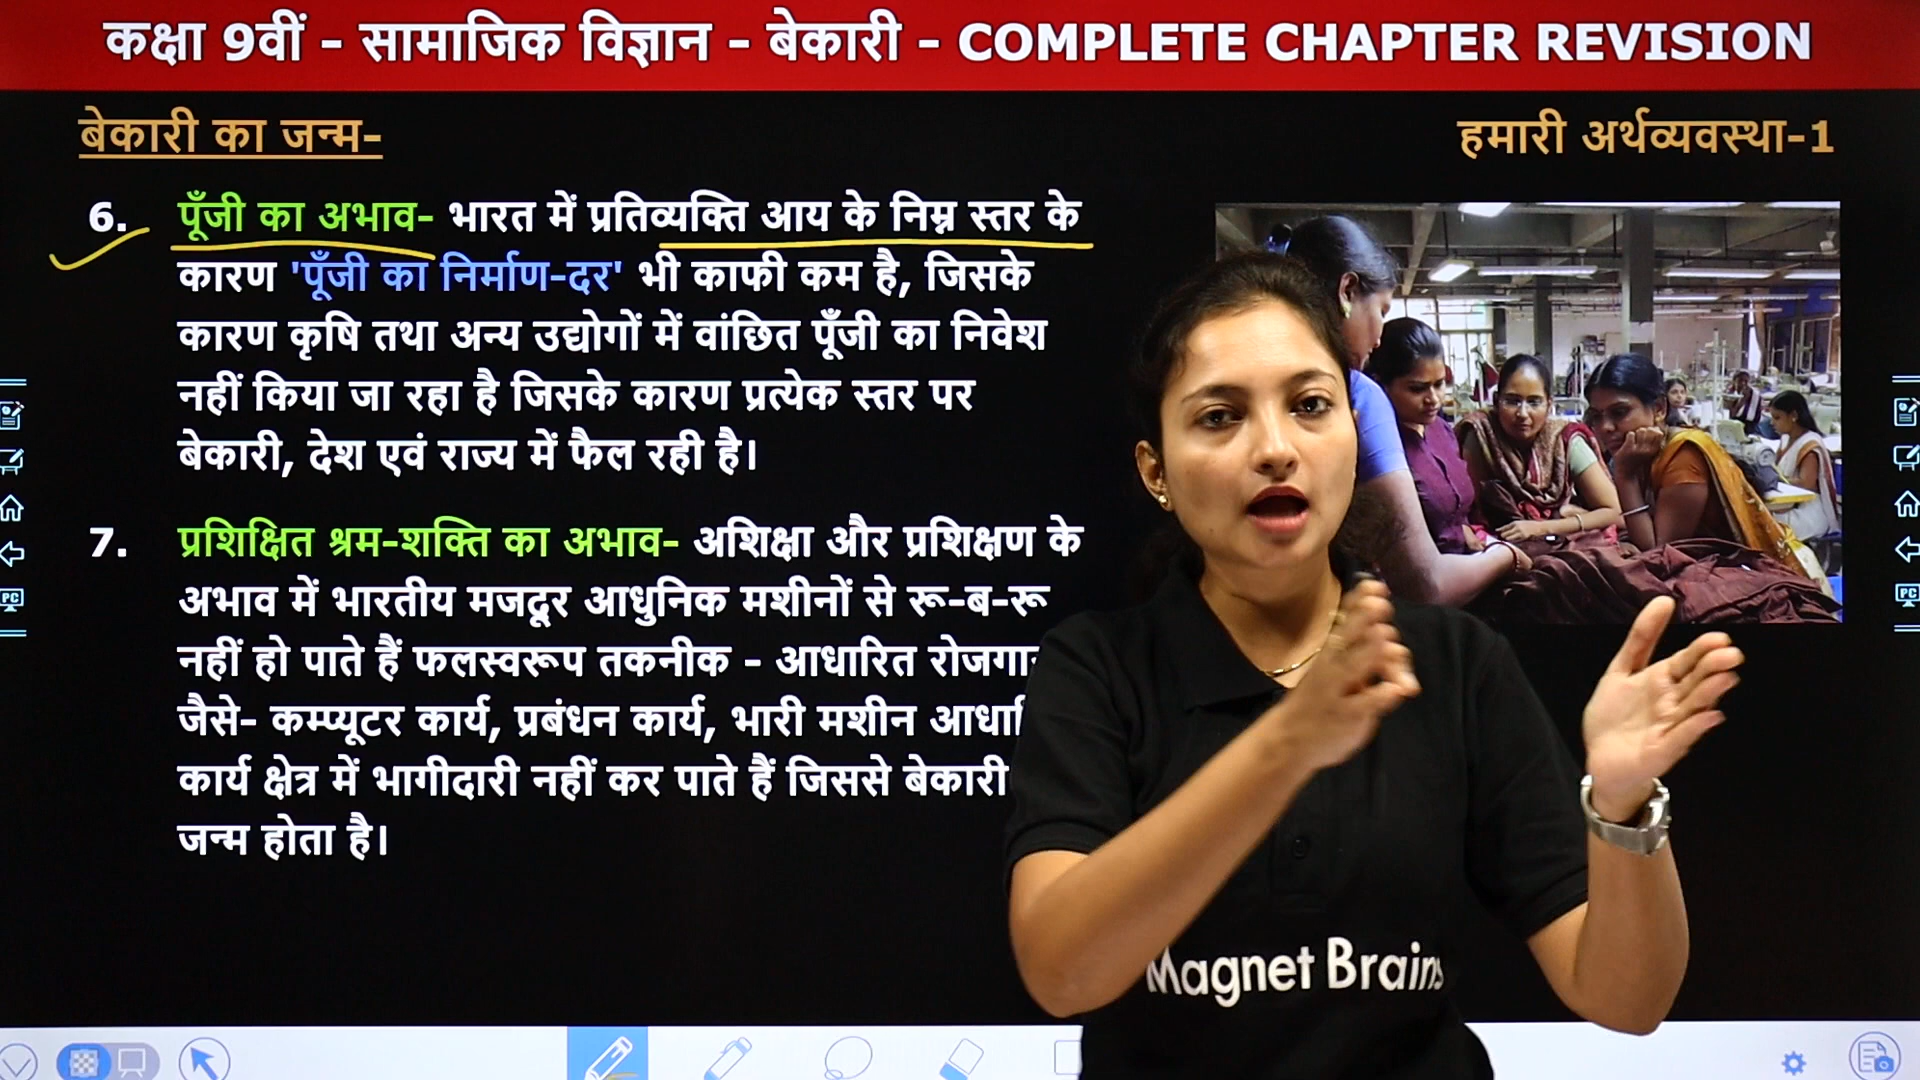 कक्षा 9वीं - सामाजिक विज्ञान - बेकारी - COMPLETE CHAPTER REVISION
बेकारी का जन्म-
हमारी अर्थव्यवस्था-1
6. पूँजी का अभाव- भारत में प्रतिव्यक्ति आय के निम्न स्तर के
कारण 'पूँजी का निर्माण-दर' भी काफी कम है, जिसके
कारण कृषि तथा अन्य उद्योगों में वांछित पूँजी का निवेश
नहीं किया जा रहा है जिसके कारण प्रत्येक स्तर पर
बेकारी, देश एवं राज्य में फैल रही है।
7. प्रशिक्षित श्रम-शक्ति का अभाव- अशिक्षा और प्रशिक्षण के
अभाव में भारतीय मजदूर आधुनिक मशीनों से रू-ब-रू
नहीं हो पाते हैं फलस्वरूप तकनीक - आधारित
जैसे- कम्प्यूटर कार्य, प्रबंधन कार्य, भारी मशीन
कार्य क्षेत्र में भागीदारी नहीं कर पाते हैं जिससे बेकारी
जन्म होता है।
Magnet Brains
PC
PC